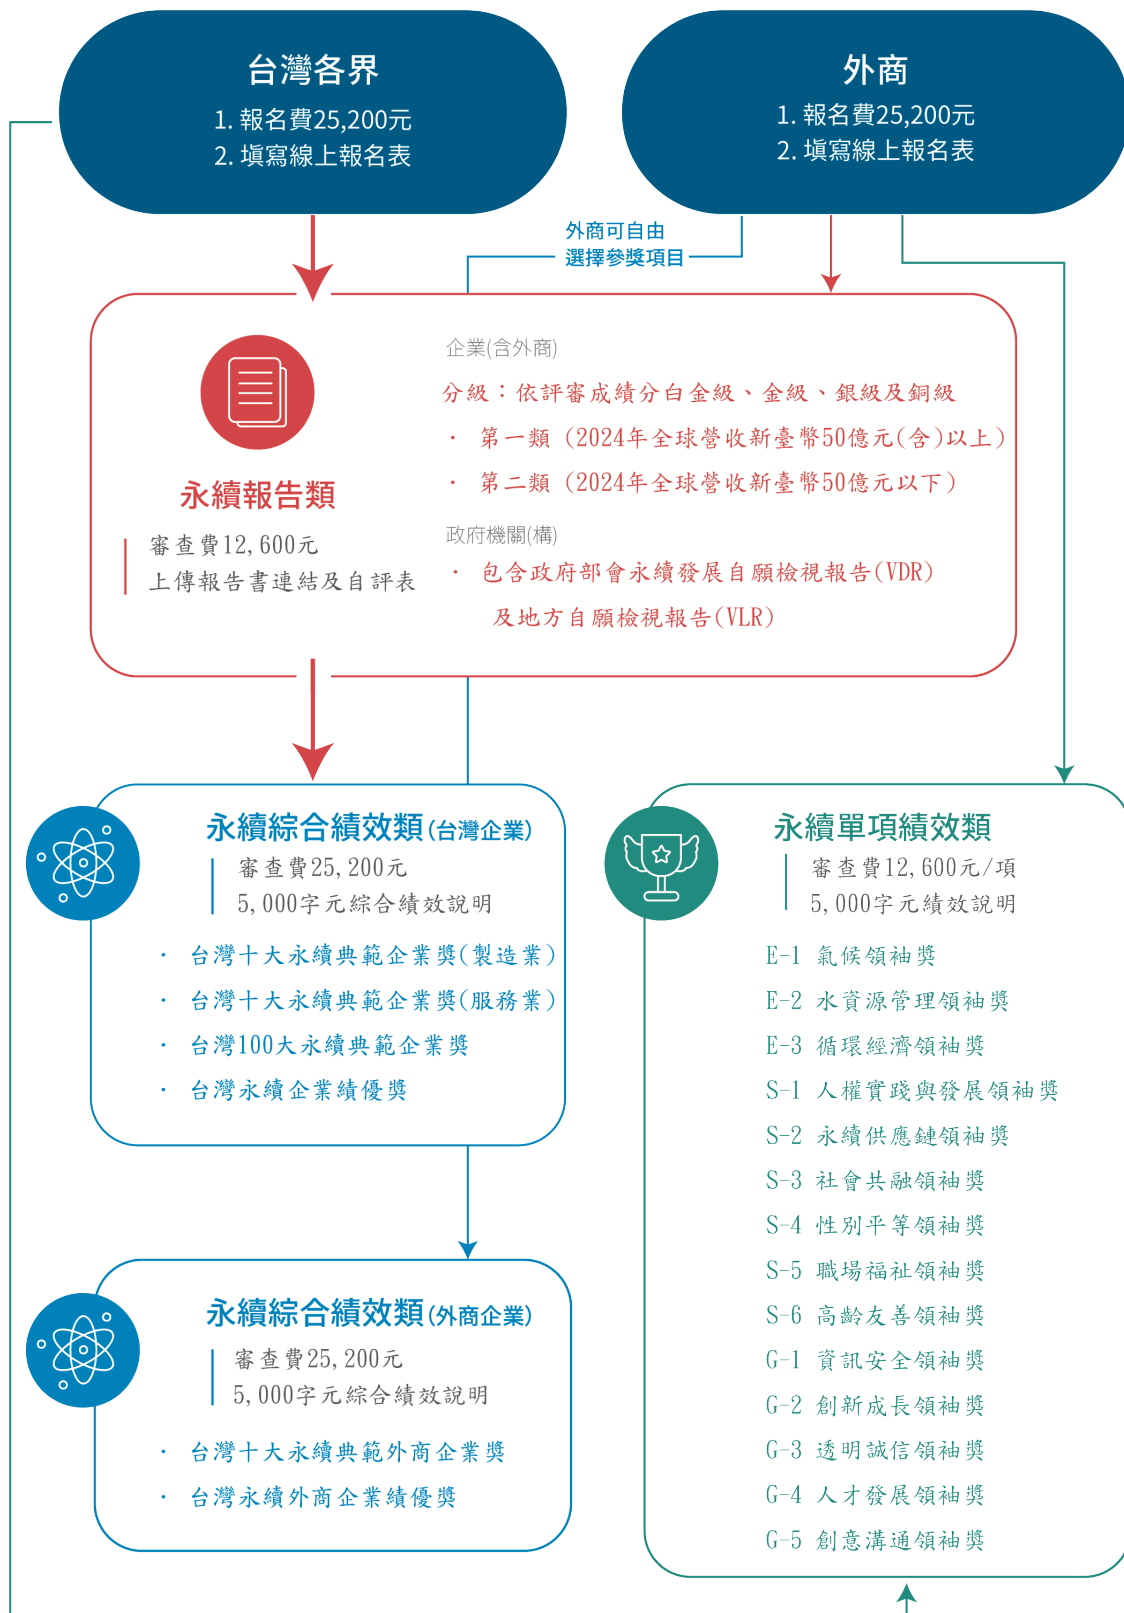 台灣各界
1. 報名費25,200元
2. 填寫線上報名表
外商
1. 報名費25,200元
2. 填寫線上報名表
外商可自由
選擇參獎項目
永續報告類
審查費12,600元
上傳報告書連結及自評表
企業(含外商)
分級：依評審成績分白金級、金級、銀級及銅級
· 第一類（2024年全球營收新臺幣50億元(含)以上）
· 第二類（2024年全球營收新臺幣50億元以下）
政府機關(構)
· 包含政府部會永續發展自願檢視報告(VDR)
及地方自願檢視報告(VLR)
永續綜合績效類(台灣企業)
審查費25,200元
5,000字元綜合績效說明
· 台灣十大永續典範企業獎(製造業)
· 台灣十大永續典範企業獎(服務業)
· 台灣100大永續典範企業獎
· 台灣永續企業績優獎
永續綜合績效類(外商企業)
審查費25,200元
5,000字元綜合績效說明
· 台灣十大永續典範外商企業獎
· 台灣永續外商企業績優獎
永續單項績效類
審查費12,600元/項
5,000字元績效說明
E-1 氣候領袖獎
E-2 水資源管理領袖獎
E-3 循環經濟領袖獎
S-1 人權實踐與發展領袖獎
S-2 永續供應鏈領袖獎
S-3 社會共融領袖獎
S-4 性別平等領袖獎
S-5 職場福祉領袖獎
S-6 高齡友善領袖獎
G-1 資訊安全領袖獎
G-2 創新成長領袖獎
G-3 透明誠信領袖獎
G-4 人才發展領袖獎
G-5 創意溝通領袖獎